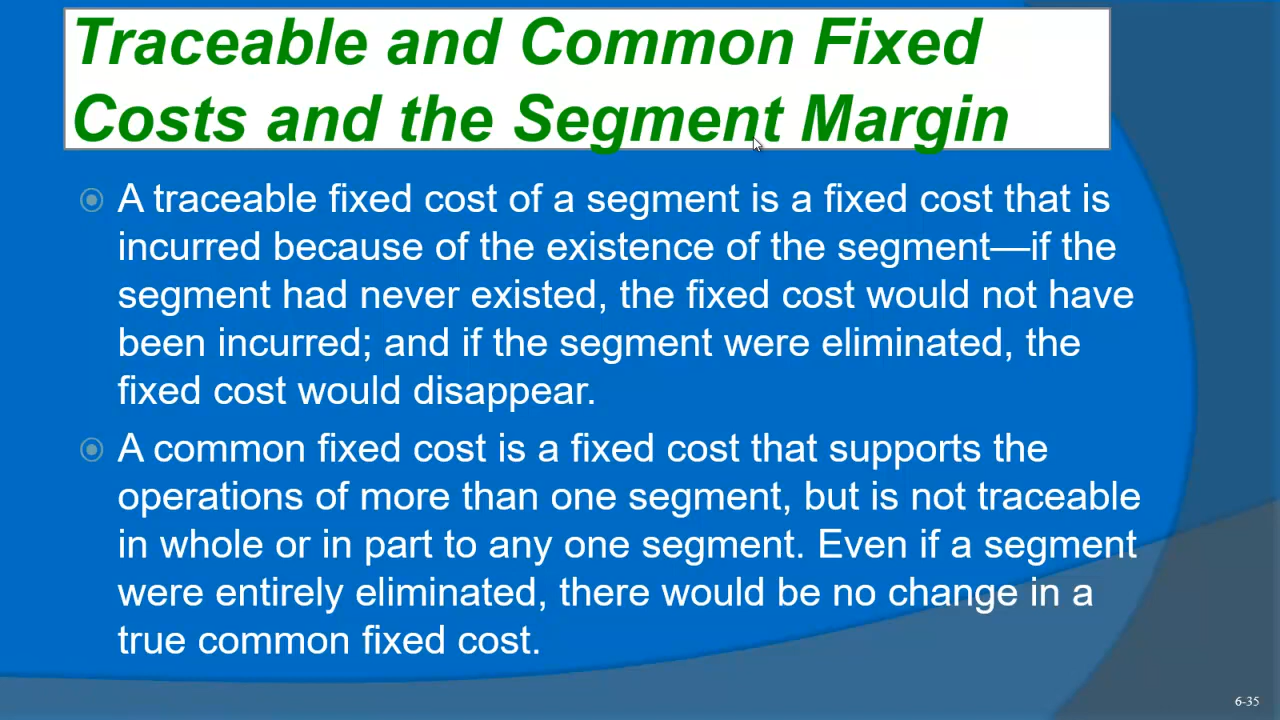 Traceable and Common Fixed
Costs and the Segment Margin
A traceable fixed cost of a segment is a fixed cost that is
incurred because of the existence of the segment—if the
segment had never existed, the fixed cost would not have
been incurred; and if the segment were eliminated, the
fixed cost would disappear.
A common fixed cost is a fixed cost that supports the
operations of more than one segment, but is not traceable
in whole or in part to any one segment. Even if a segment
were entirely eliminated, there would be no change in a
true common fixed cost.
6-35